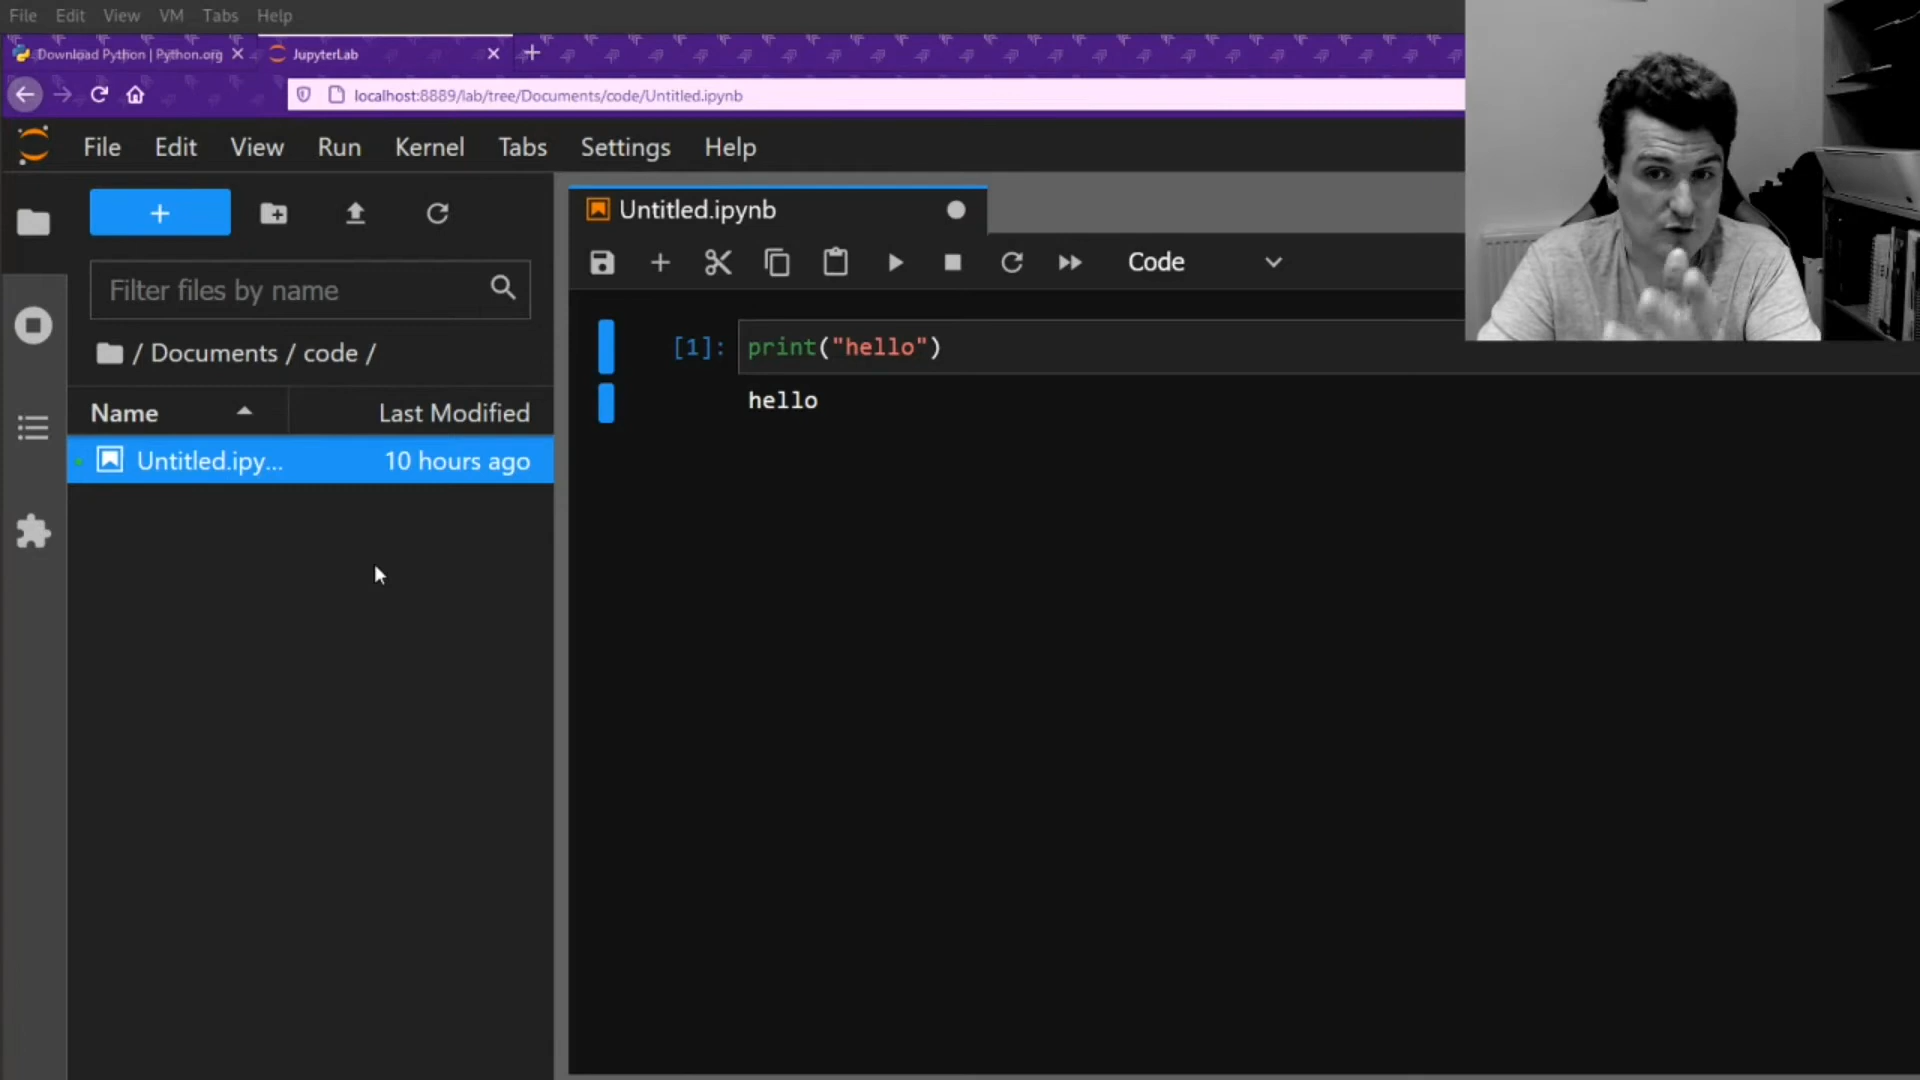 File Edit View VM Tabs Help
Download Python | Python.org JupyterLab
localhost:8889/lab/tree/Documents/code/Untitled.ipynb
File Edit View Run Kernel Tabs Settings Help
Untitled.ipynb
Code
Filter files by name
/ Documents / code /
Name Last Modified
Untitled.ipy... 10 hours ago
[1]: print("hello")
hello